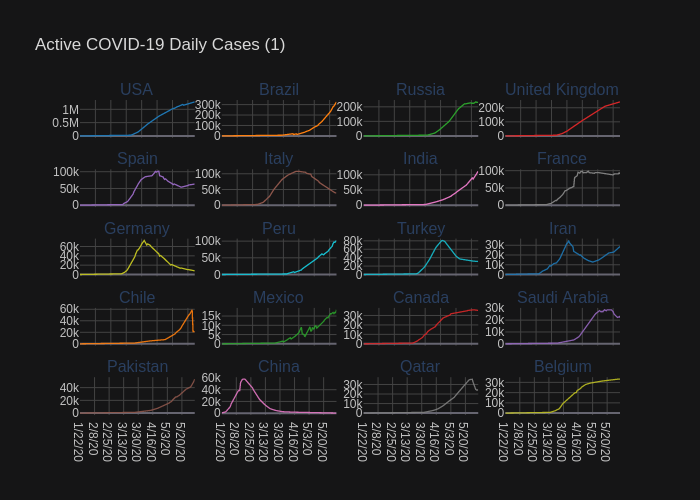 Active COVID-19 Daily Cases (1)
USA Brazil Russia United Kingdom
1M 0.5M 0 300k 200k 100k 0 200k 100k 0 200k 100k 0
Spain Italy India France
100k 50k 0 100k 50k 0 100k 50k 0 100k 50k 0
Germany Peru Turkey Iran
60k 40k 20k 0 100k 50k 0 80k 60k 40k 20k 0 30k 20k 10k 0
Chile Mexico Canada Saudi Arabia
60k 40k 20k 0 15k 10k 5k 0 30k 20k 10k 0 30k 20k 10k 0
Pakistan China Qatar Belgium
40k 20k 0 60k 40k 20k 0 30k 20k 10k 0 30k 20k 10k 0
1/22/20 2/8/20 2/25/20 3/13/20 3/30/20 4/16/20 5/3/20 5/20/20 1/22/20 2/8/20 2/25/20 3/13/20 3/30/20 4/16/20 5/3/20 5/20/20 1/22/20 2/8/20 2/25/20 3/13/20 3/30/20 4/16/20 5/3/20 5/20/20 1/22/20 2/8/20 2/25/20 3/13/20 3/30/20 4/16/20 5/3/20 5/20/20